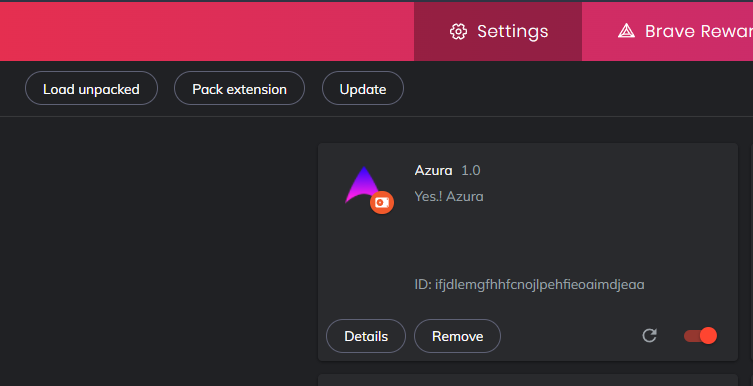 Settings
Brave Rewar
Load unpacked
Pack extension
Update
Azura 1.0
Yes.! Azura
ID: ifjdlemgfhhfcnojlpehfieoaimdjeaa
Details
Remove